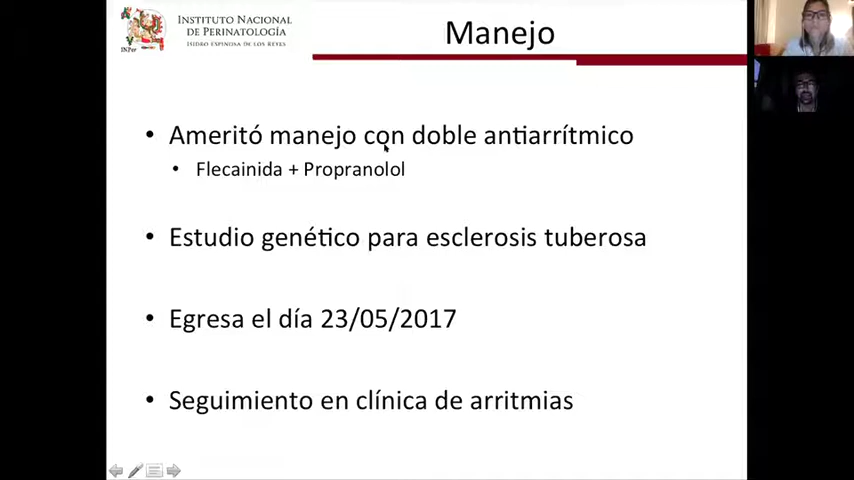 INSTITUTO NACIONAL
DE PERINATOLOGÍA
ISIDRO ESPINOSA DE LOS REYES
INPer
Manejo
• Ameritó manejo con doble antiarrítmico
• Flecainida + Propranolol
• Estudio genético para esclerosis tuberosa
• Egresa el día 23/05/2017
• Seguimiento en clínica de arritmias